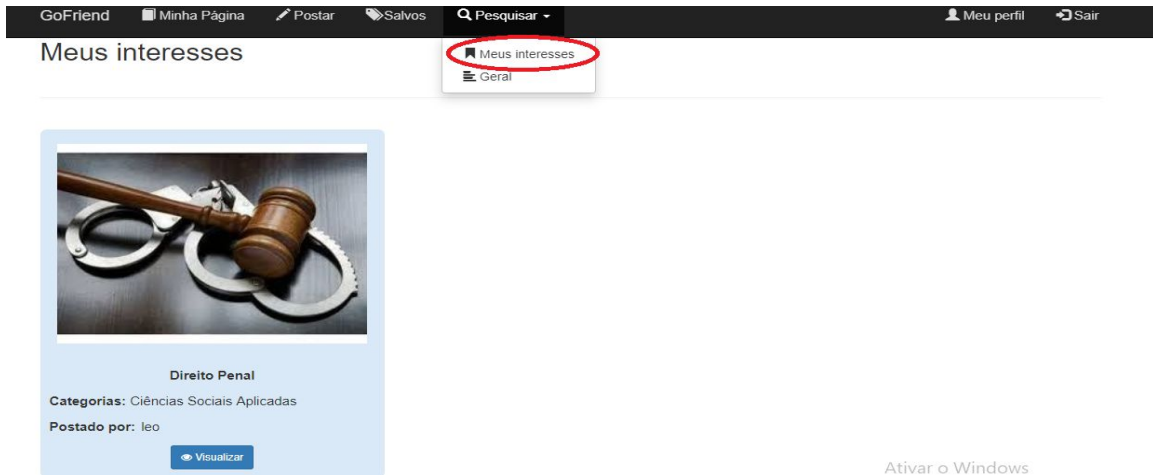 GoFriend Minha Página Postar Salvos Pesquisar Meu perfil Sair
Meus interesses
Meus interesses
Geral
Direito Penal
Categorias: Ciências Sociais Aplicadas
Postado por: leo
Visualizar
Ativar o Windows